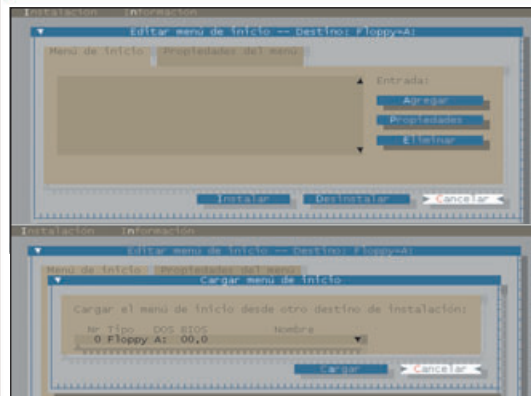 Instalación Información
Editar menú de inicio -- Destino: Floppy=A:
Menú de inicio Propiedades del menú
Entrada:
Agregar
Propiedades
Eliminar
Instalar Desinstalar Cancelar
Instalación Información
Editar menú de inicio -- Destino: Floppy=A:
Menú de inicio Propiedades del menú
Cargar menú de inicio
Cargar el menú de inicio desde otro destino de instalación:
Nr Tipo DOS BIOS Nombre
0 Floppy A: 00,0
Cargar Cancelar